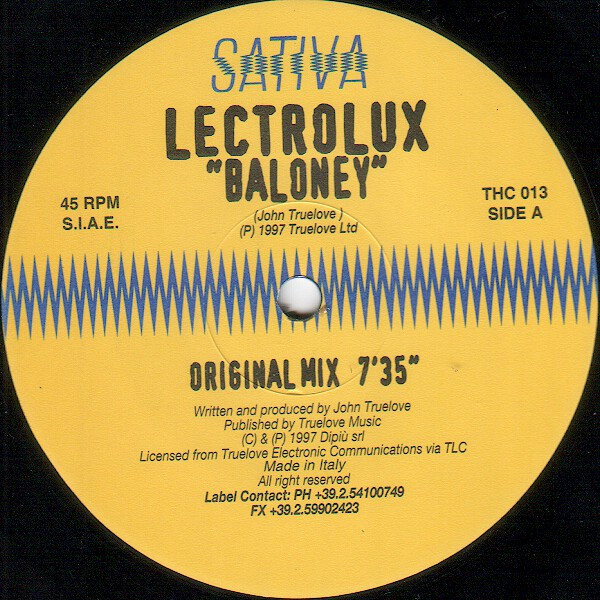 SATIVA
LECTROLUX
"BALONEY"
45 RPM
S.I.A.E.
(John Truelove )
(P) 1997 Truelove Ltd
THC 013
SIDE A
ORIGINAL MIX 7'35"
Written and produced by John Truelove
Published by Truelove Music
(C) & (P) 1997 Dipiù srl
Licensed from Truelove Electronic Communications via TLC
Made in Italy
All right reserved
Label Contact: PH +39.2.54100749
FX +39.2.59902423